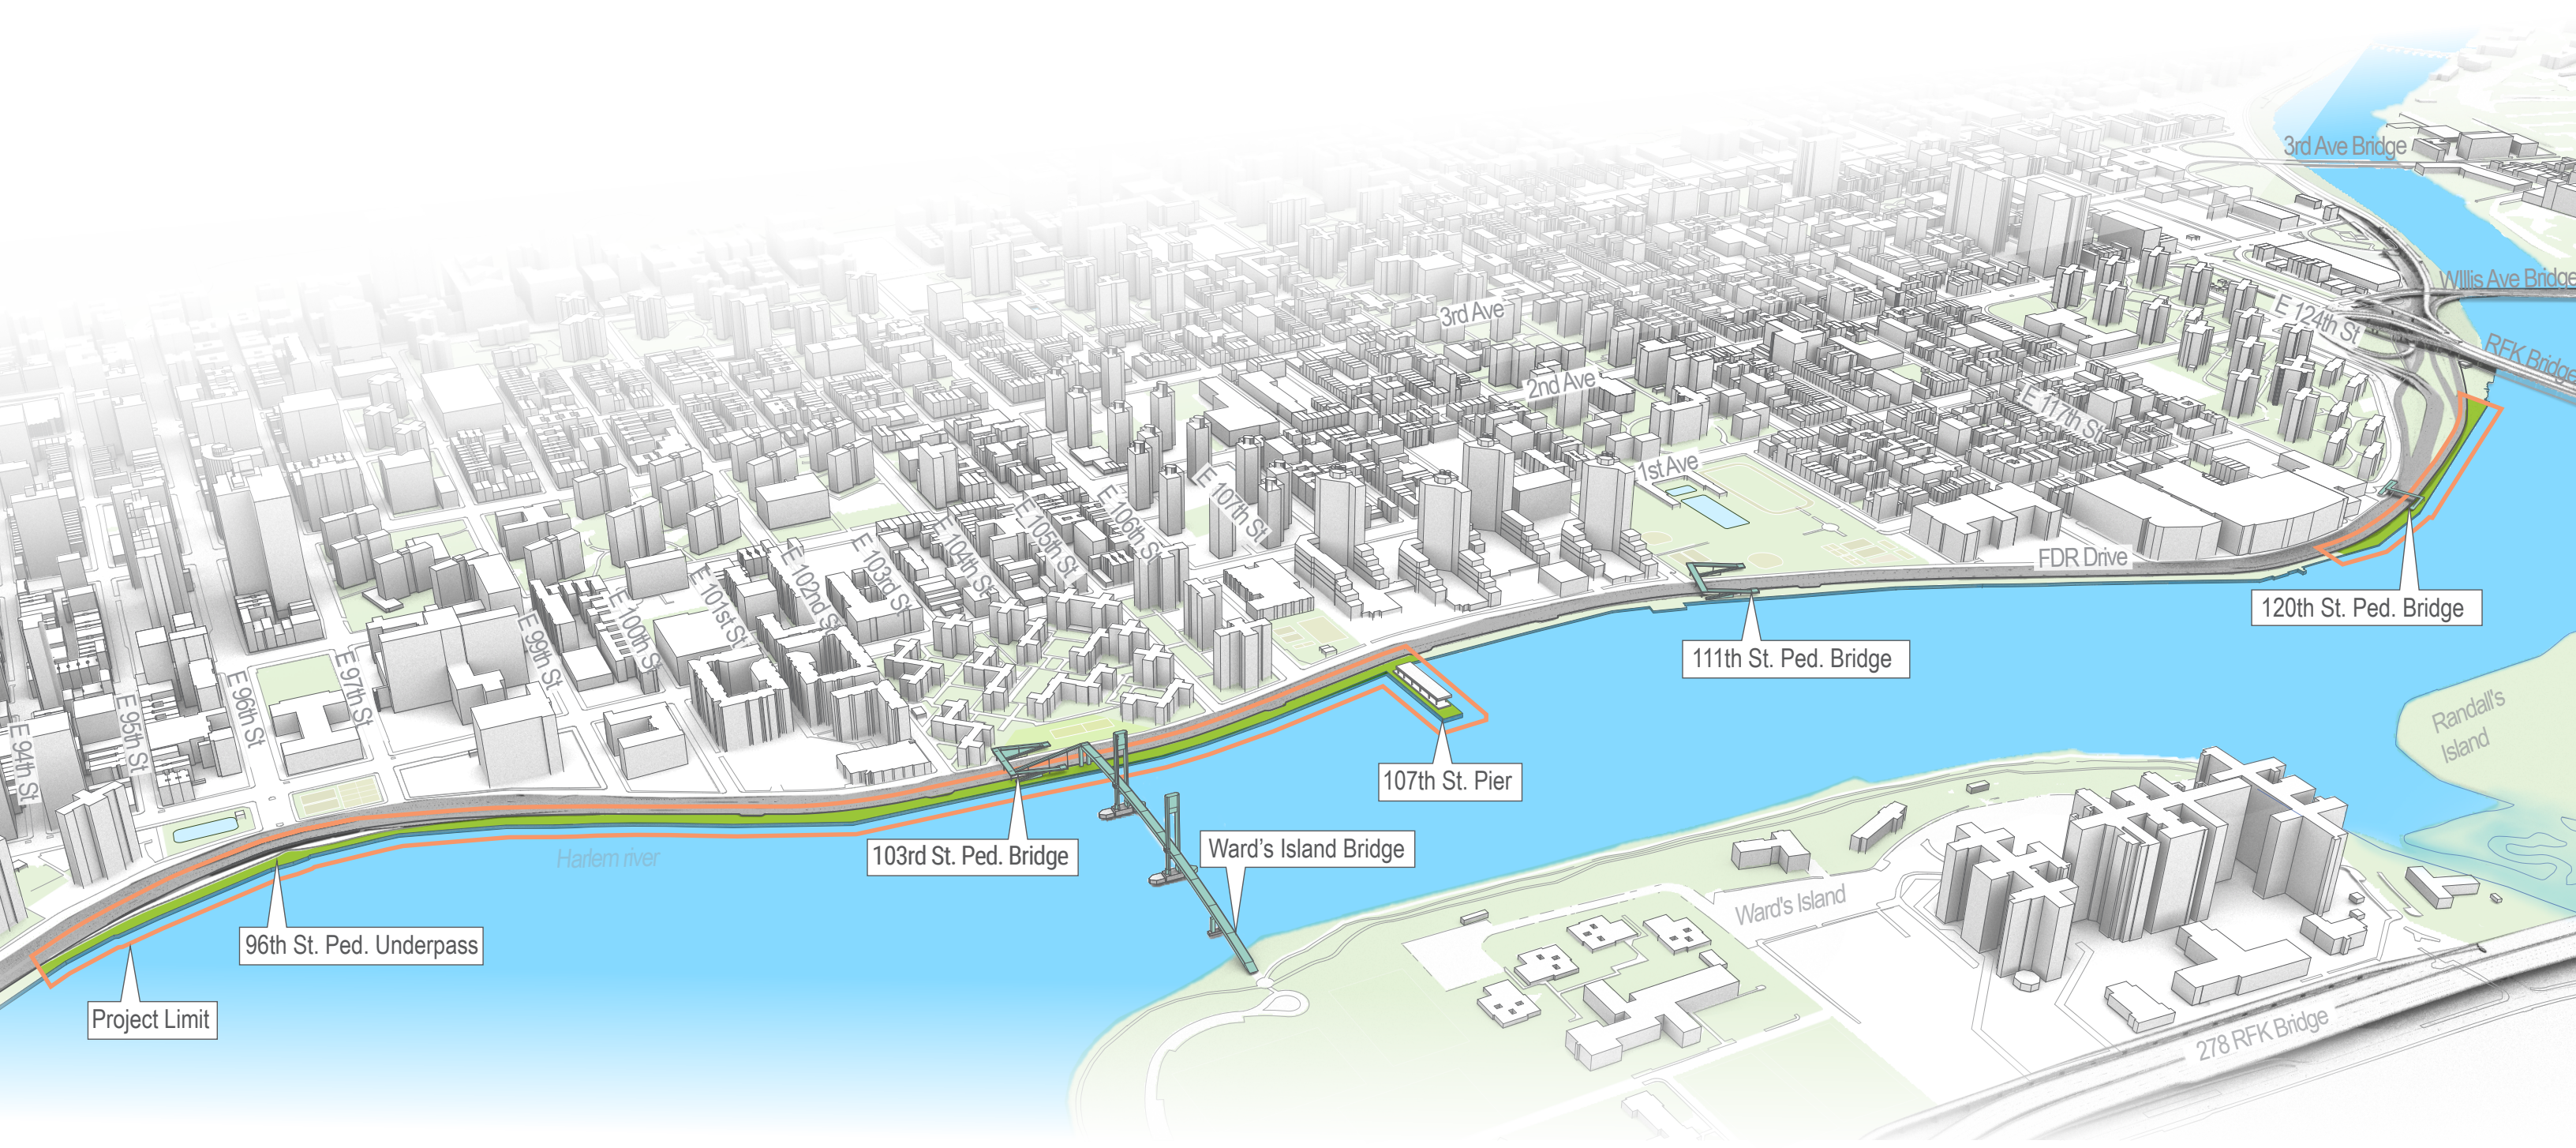 3rd Ave Bridge
WIllis Ave Bridge
E 124th St
RFK Bridge
3rd Ave
2nd Ave
E 117th St
1st Ave
E 107th St
E 106th St
E 105th St
E 104th St
E 103rd St
E 102nd St
E 101st St
E 100th St
E 99th St
E 97th St
E 96th St
E 95th St
E 94th St
FDR Drive
120th St. Ped. Bridge
111th St. Ped. Bridge
Randall's
Island
107th St. Pier
103rd St. Ped. Bridge
Ward's Island Bridge
Harlem river
Ward's Island
96th St. Ped. Underpass
Project Limit
278 RFK Bridge